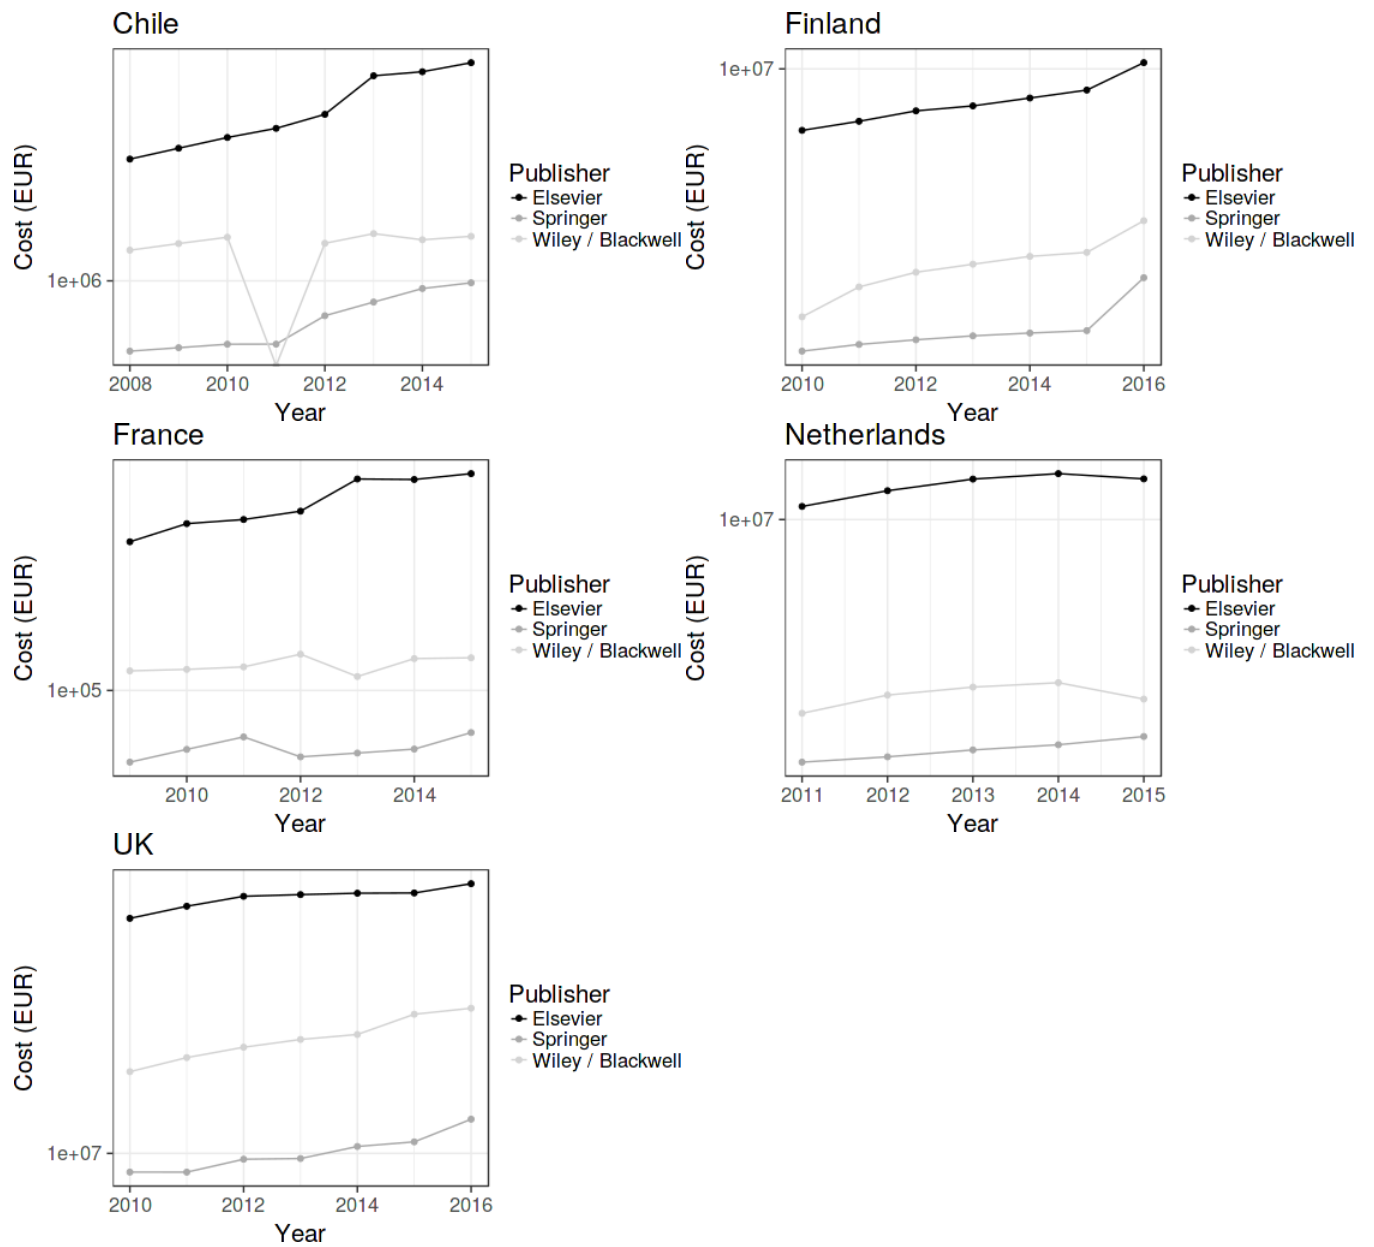 Chile
Cost (EUR)
1e+06
2008 2010 2012 2014
Year
Publisher
Elsevier
Springer
Wiley / Blackwell
Finland
Cost (EUR)
1e+07
2010 2012 2014 2016
Year
Publisher
Elsevier
Springer
Wiley / Blackwell
France
Cost (EUR)
1e+05
2010 2012 2014
Year
Publisher
Elsevier
Springer
Wiley / Blackwell
Netherlands
Cost (EUR)
1e+07
2011 2012 2013 2014 2015
Year
Publisher
Elsevier
Springer
Wiley / Blackwell
UK
Cost (EUR)
1e+07
2010 2012 2014 2016
Year
Publisher
Elsevier
Springer
Wiley / Blackwell